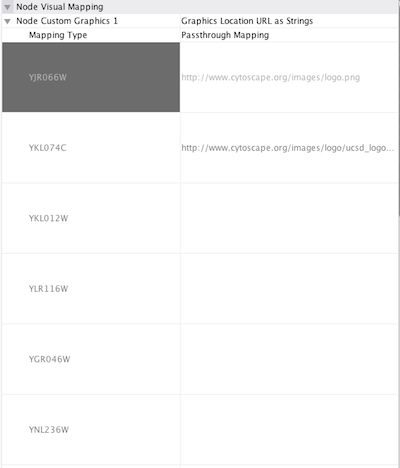 Node Visual Mapping
Node Custom Graphics 1 Graphics Location URL as Strings
Mapping Type Passthrough Mapping
YJR066W http://www.cytoscape.org/images/logo.png
YKL074C http://www.cytoscape.org/images/logo/ucsd_logo...
YKL012W
YLR116W
YGR046W
YNL236W